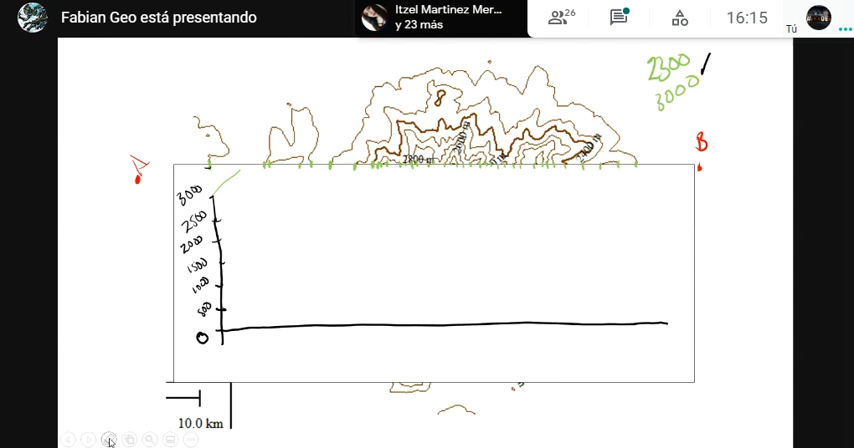 Fabian Geo está presentando
Itzel Martinez Mer...
y 23 más
26
16:15
Tú
2300
3000
A
B
2800 m
3000
2500
2000
1500
1000
500
0
10.0 km